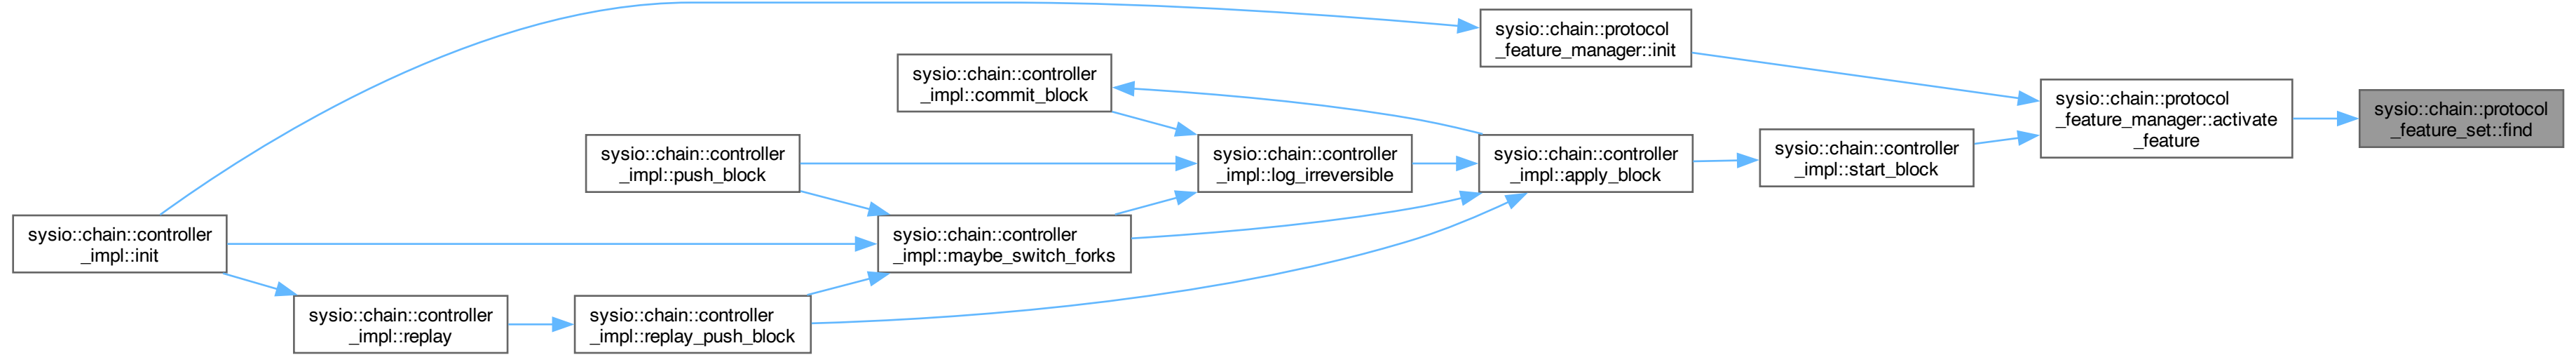 sysio::chain::protocol
_feature_manager::init
sysio::chain::controller
_impl::commit_block
sysio::chain::protocol
_feature_manager::activate
_feature
sysio::chain::protocol
_feature_set::find
sysio::chain::controller
_impl::push_block
sysio::chain::controller
_impl::log_irreversible
sysio::chain::controller
_impl::apply_block
sysio::chain::controller
_impl::start_block
sysio::chain::controller
_impl::init
sysio::chain::controller
_impl::maybe_switch_forks
sysio::chain::controller
_impl::replay
sysio::chain::controller
_impl::replay_push_block